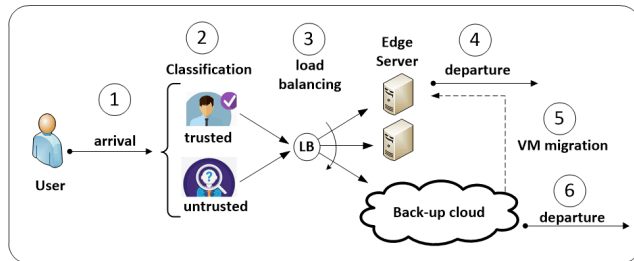 1
arrival
User
2
Classification
trusted
?
untrusted
3
load
balancing
LB
Edge
Server
4
departure
5
VM migration
Back-up cloud
6
departure